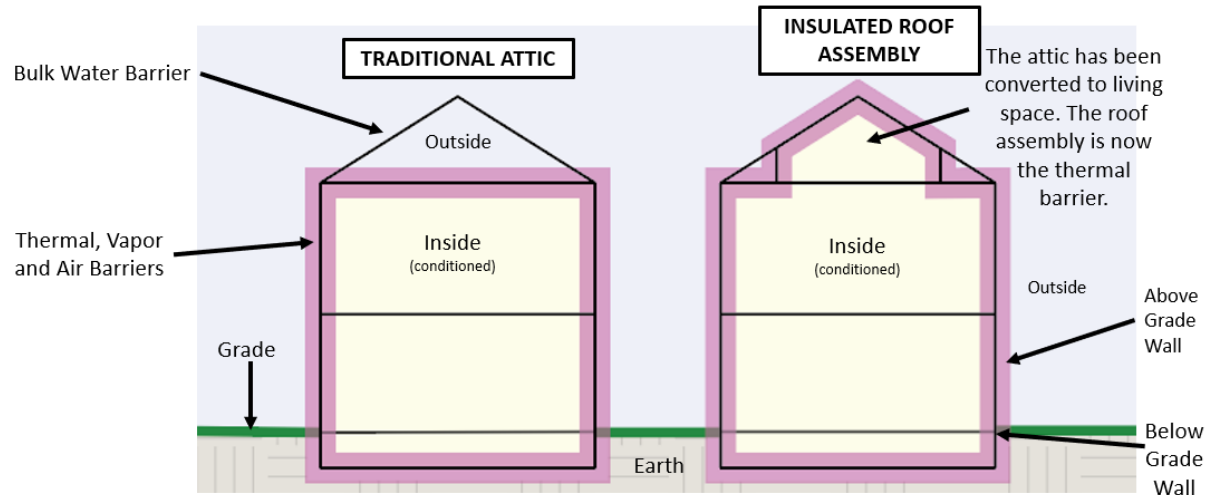 TRADITIONAL ATTIC
INSULATED ROOF
ASSEMBLY
Bulk Water Barrier
Outside
The attic has been
converted to living
space. The roof
assembly is now
the thermal
barrier.
Thermal, Vapor
and Air Barriers
Inside
(conditioned)
Inside
(conditioned)
Outside
Above
Grade
Wall
Grade
Earth
Below
Grade
Wall